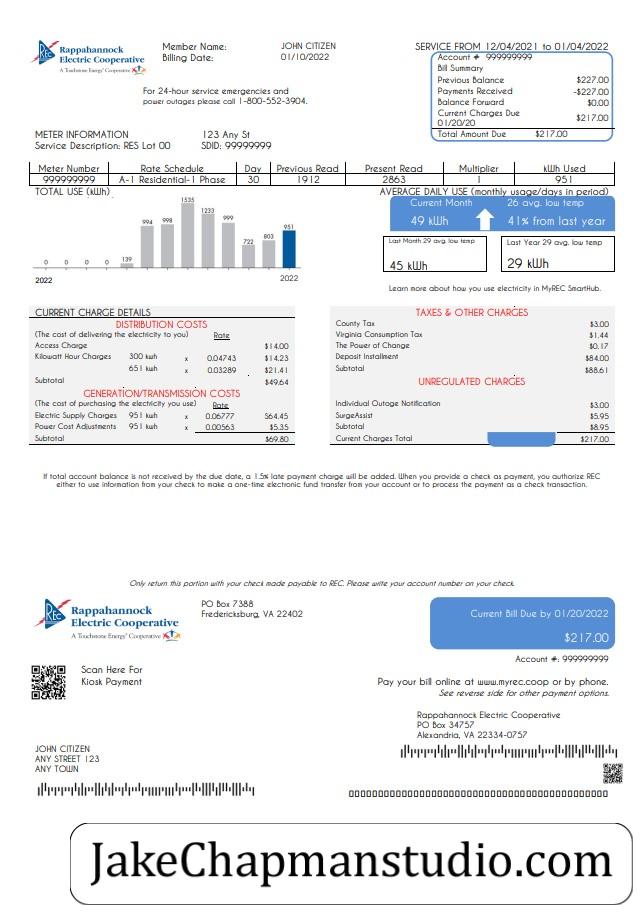 Rappahannock
Electric Cooperative
A Touchstone Energy® Cooperative
Member Name: JOHN CITIZEN
Billing Date: 01/10/2022
For 24-hour service emergencies and
power outages please call 1-800-552-3904.
SERVICE FROM 12/04/2021 to 01/04/2022
Account # 999999999
Bill Summary
Previous Balance $227.00
Payments Received -$227.00
Balance Forward $0.00
Current Charges Due
01/20/20 $217.00
Total Amount Due $217.00
METER INFORMATION 123 Any St
Service Description: RES Lot 00 SDID: 99999999
Meter Number Rate Schedule Day Previous Read Present Read Multiplier kWh Used
999999999 A-1 Residential-1 Phase 30 1912 2863 1 951
TOTAL USE (kWh)
0 0 0 0 139 994 998 1535 1233 999 722 803 951
2022 2022
AVERAGE DAILY USE (monthly usage/days in period)
Current Month 26 avg. low temp
49 kWh 41% from last year
Last Month 29 avg. low temp
45 kWh
Last Year 29 avg. low temp
29 kWh
Learn more about how you use electricity in MyREC SmartHub.
CURRENT CHARGE DETAILS
DISTRIBUTION COSTS
(The cost of delivering the electricity to you) Rate
Access Charge $14.00
Kilowatt Hour Charges 300 kwh x 0.04743 $14.23
651 kwh x 0.03289 $21.41
Subtotal $49.64
GENERATION/TRANSMISSION COSTS
(The cost of purchasing the electricity you use) Rate
Electric Supply Charges 951 kwh x 0.06777 $64.45
Power Cost Adjustments 951 kwh x 0.00563 $5.35
Subtotal $69.80
TAXES & OTHER CHARGES
County Tax $3.00
Virginia Consumption Tax $1.44
The Power of Change $0.17
Deposit Installment $84.00
Subtotal $88.61
UNREGULATED CHARGES
Individual Outage Notification $3.00
SurgeAssist $5.95
Subtotal $8.95
Current Charges Total $217.00
If total account balance is not received by the due date, a 1.5% late payment charge will be added. When you provide a check as payment, you authorize REC
either to use information from your check to make a one-time electronic fund transfer from your account or to process the payment as a check transaction.
Only return this portion with your check made payable to REC. Please write your account number on your check.
Rappahannock
Electric Cooperative
A Touchstone Energy® Cooperative
PO Box 7388
Fredericksburg, VA 22402
Current Bill Due by 01/20/2022
$217.00
Account #: 999999999
Scan Here For
Kiosk Payment
Pay your bill online at www.myrec.coop or by phone.
See reverse side for other payment options.
Rappahannock Electric Cooperative
PO Box 34757
Alexandria, VA 22334-0757
JOHN CITIZEN
ANY STREET 123
ANY TOWN
JakeChapmanstudio.com